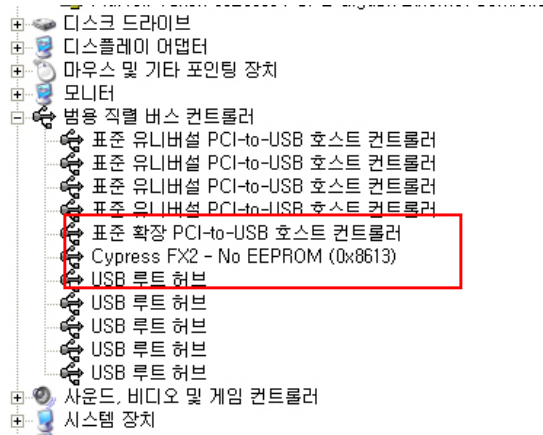 디스크 드라이브
디스플레이 어댑터
마우스 및 기타 포인팅 장치
모니터
범용 직렬 버스 컨트롤러
표준 유니버설 PCI-to-USB 호스트 컨트롤러
표준 유니버설 PCI-to-USB 호스트 컨트롤러
표준 유니버설 PCI-to-USB 호스트 컨트롤러
표준 유니버설 PCI-to-USB 호스트 컨트롤러
표준 확장 PCI-to-USB 호스트 컨트롤러
Cypress FX2 - No EEPROM (0x8613)
USB 루트 허브
USB 루트 허브
USB 루트 허브
USB 루트 허브
USB 루트 허브
사운드, 비디오 및 게임 컨트롤러
시스템 장치